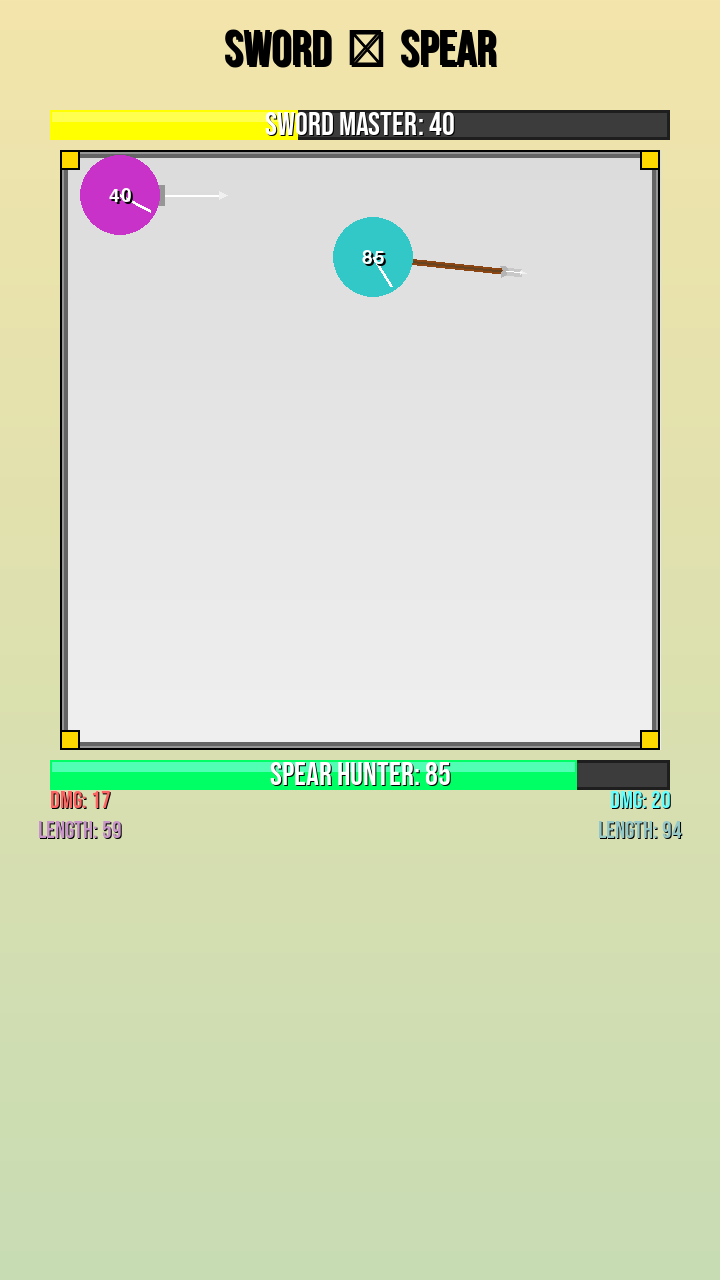 SWORD ☒ SPEAR
SWORD MASTER: 40
40
85
SPEAR HUNTER: 85
DMG: 17
DMG: 20
LENGTH: 59
LENGTH: 94